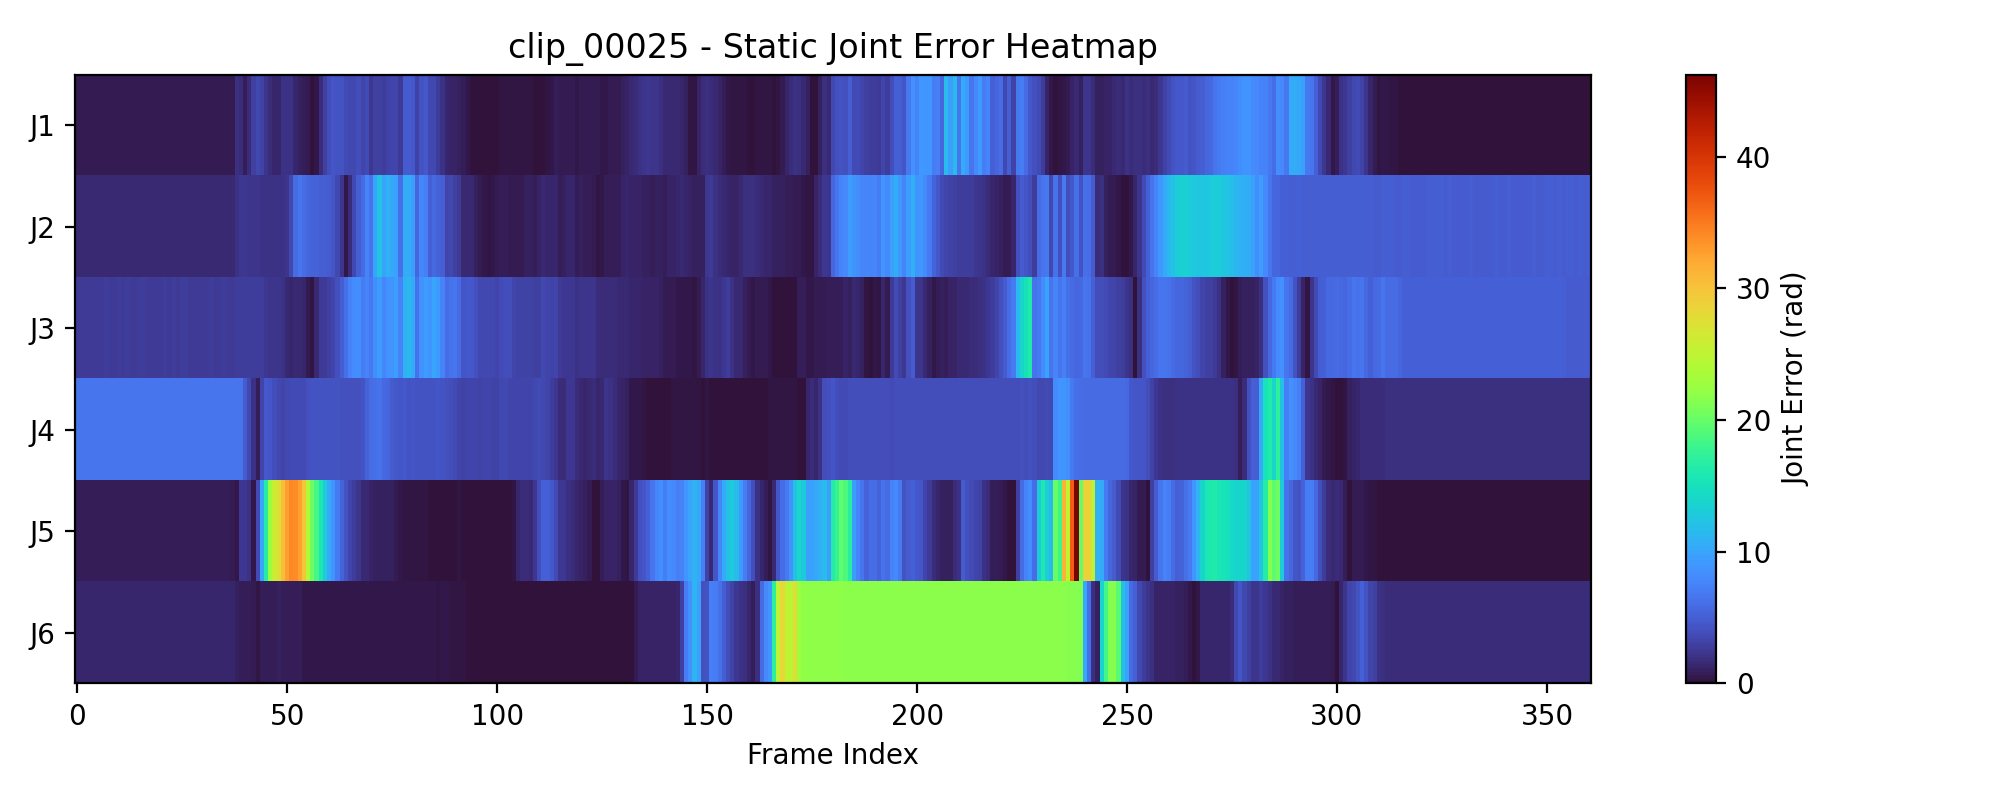 clip_00025 - Static Joint Error Heatmap
J1
J2
J3
J4
J5
J6
0 50 100 150 200 250 300 350
Frame Index
40
30
20
10
0
Joint Error (rad)